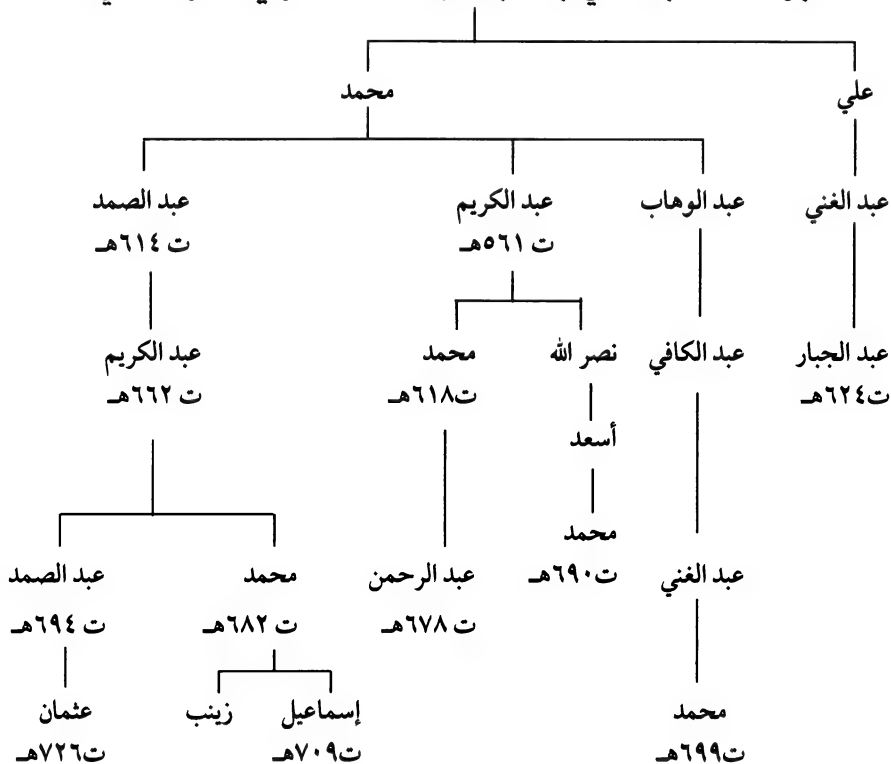 علي محمد
عبد الغني عبد الوهاب عبد الكريم عبد الصمد
ت ٥٦١هـ ت ٦١٤هـ
عبد الجبار عبد الكافي نصر الله محمد عبد الكريم
ت٦٢٤هـ ت٦١٨هـ ت ٦٦٢هـ
أسعد
محمد
عبد الغني ت٦٩٠هـ عبد الرحمن محمد عبد الصمد
ت ٦٧٨هـ ت ٦٨٢هـ ت ٦٩٤هـ
محمد إسماعيل زينب عثمان
ت٦٩٩هـ ت٧٠٩هـ ت٧٢٦هـ